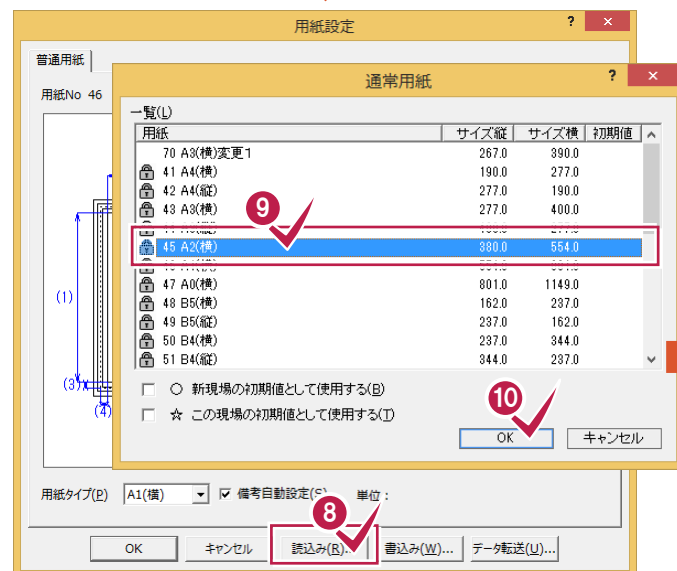 用紙設定
? ×
普通用紙
用紙No 46
通常用紙
? ×
一覧(L)
用紙 サイズ縦 サイズ横 初期値
70 A3(横)変更1 267.0 390.0
41 A4(横) 190.0 277.0
42 A4(縦) 277.0 190.0
43 A3(横) 277.0 400.0
9
45 A2(横) 380.0 554.0
47 A0(横) 801.0 1149.0
48 B5(横) 162.0 237.0
49 B5(縦) 237.0 162.0
50 B4(横) 237.0 344.0
51 B4(縦) 344.0 237.0
(1)
(3)
(4)
○ 新現場の初期値として使用する(B)
☆ この現場の初期値として使用する(T)
10
OK キャンセル
用紙タイプ(P) A1(横) 備考自動設定 単位:
8
OK キャンセル 読込み(R)... 書込み(W)... データ転送(U)...